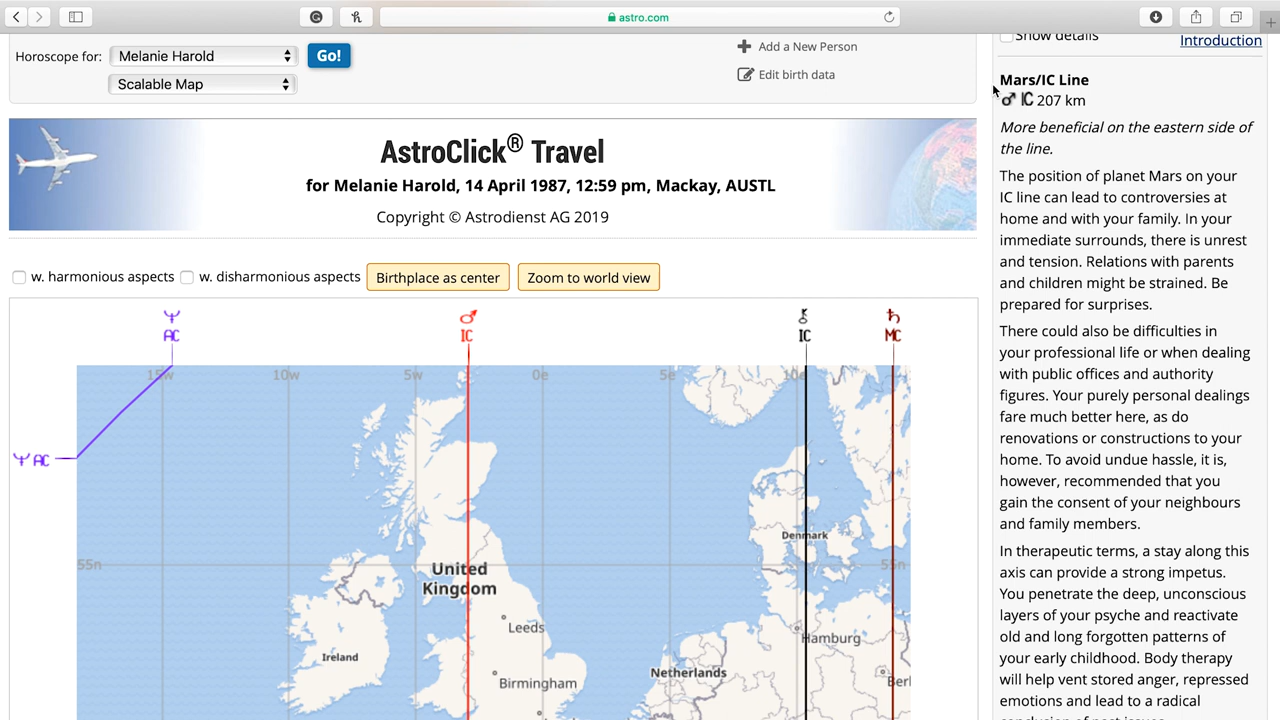 astro.com
Horoscope for:
Melanie Harold
Go!
Scalable Map
Add a New Person
Edit birth data
AstroClick® Travel
for Melanie Harold, 14 April 1987, 12:59 pm, Mackay, AUSTL
Copyright © Astrodienst AG 2019
w. harmonious aspects
w. disharmonious aspects
Birthplace as center
Zoom to world view
♆
AC
♂
IC
⚷
IC
♄
MC
15w
10w
5w
0e
5e
10e
♆ AC
55n
55n
Denmark
United
Kingdom
Leeds
Hamburg
Ireland
Birmingham
Netherlands
Berl
Show details
Introduction
Mars/IC Line
♂ IC 207 km
More beneficial on the eastern side of
the line.
The position of planet Mars on your
IC line can lead to controversies at
home and with your family. In your
immediate surrounds, there is unrest
and tension. Relations with parents
and children might be strained. Be
prepared for surprises.
There could also be difficulties in
your professional life or when dealing
with public offices and authority
figures. Your purely personal dealings
fare much better here, as do
renovations or constructions to your
home. To avoid undue hassle, it is,
however, recommended that you
gain the consent of your neighbours
and family members.
In therapeutic terms, a stay along this
axis can provide a strong impetus.
You penetrate the deep, unconscious
layers of your psyche and reactivate
old and long forgotten patterns of
your early childhood. Body therapy
will help vent stored anger, repressed
emotions and lead to a radical